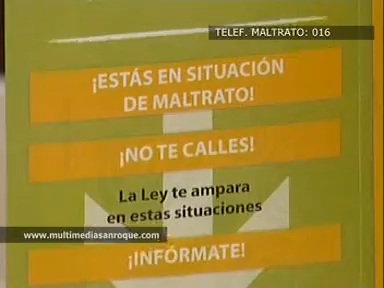 TELEF. MALTRATO: 016
¡ESTÁS EN SITUACIÓN
DE MALTRATO!
¡NO TE CALLES!
La Ley te ampara
en estas situaciones
www.multimediasanroque.com
¡INFÓRMATE!